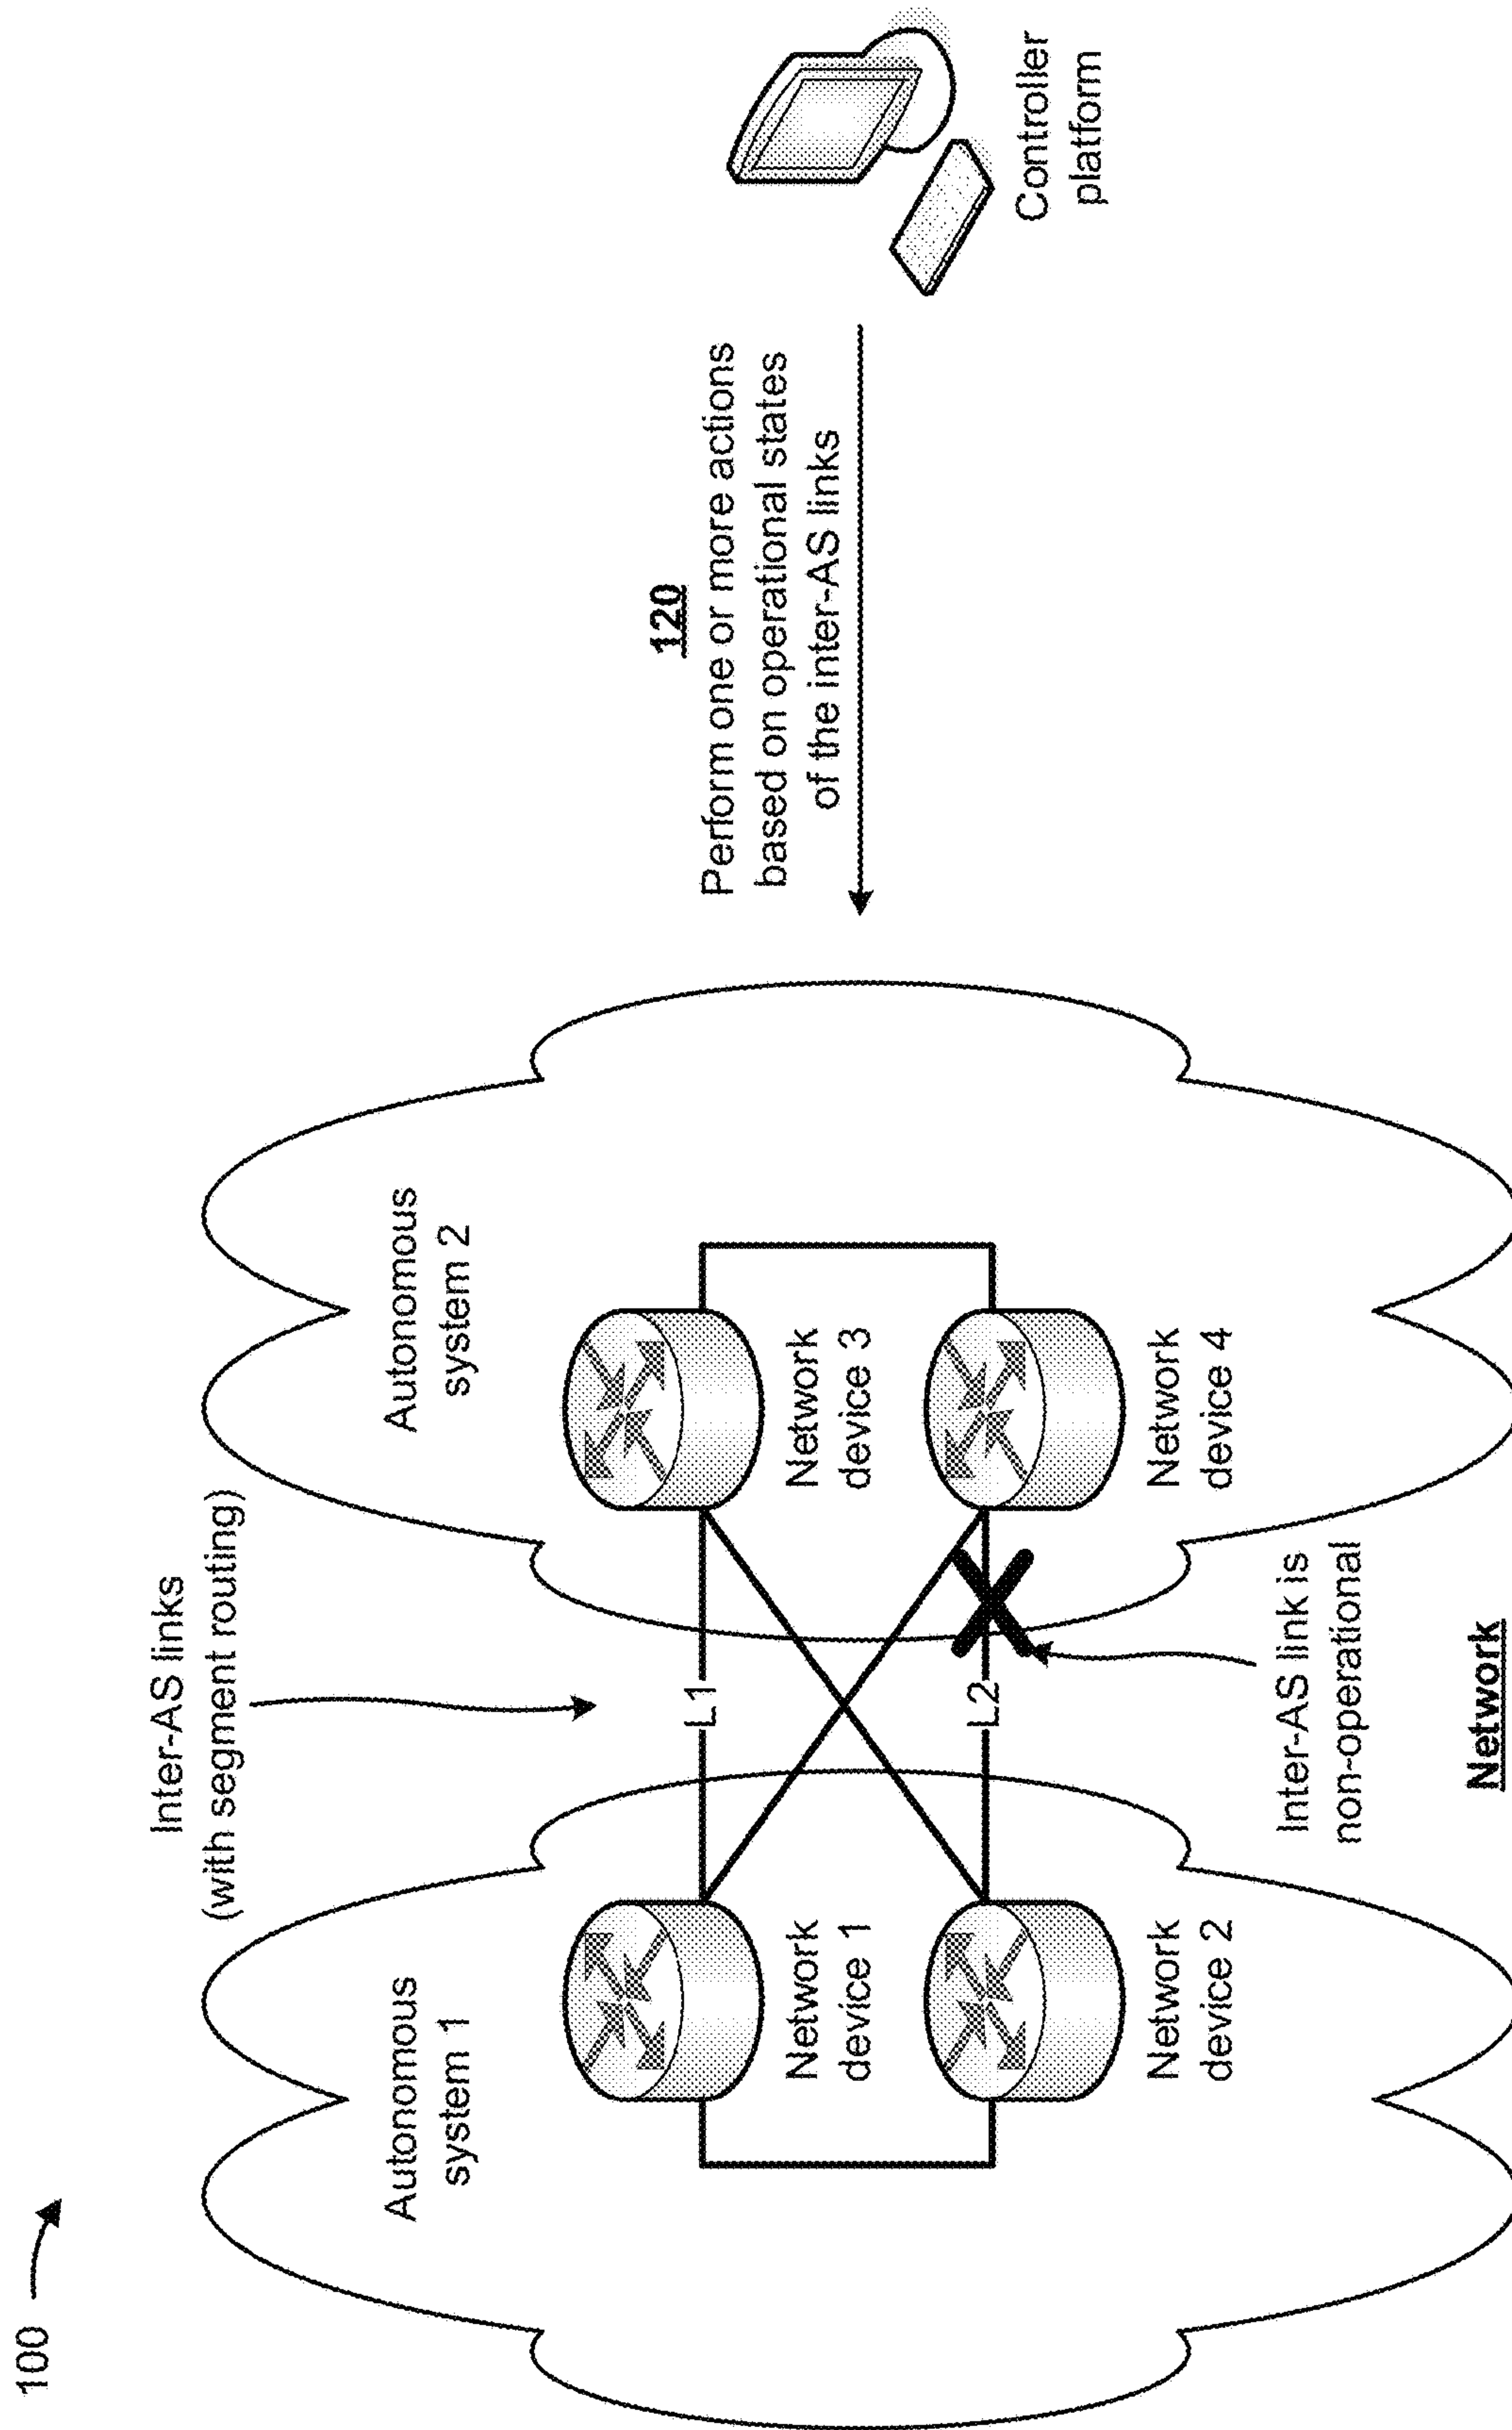 100
Inter-AS links
(with segment routing)
Autonomous
system 1
Autonomous
system 2
120
Perform one or more actions
based on operational states
of the inter-AS links
L1
Network
device 1
Network
device 3
Controller
platform
L2
Network
device 2
Network
device 4
Inter-AS link is
non-operational
Network